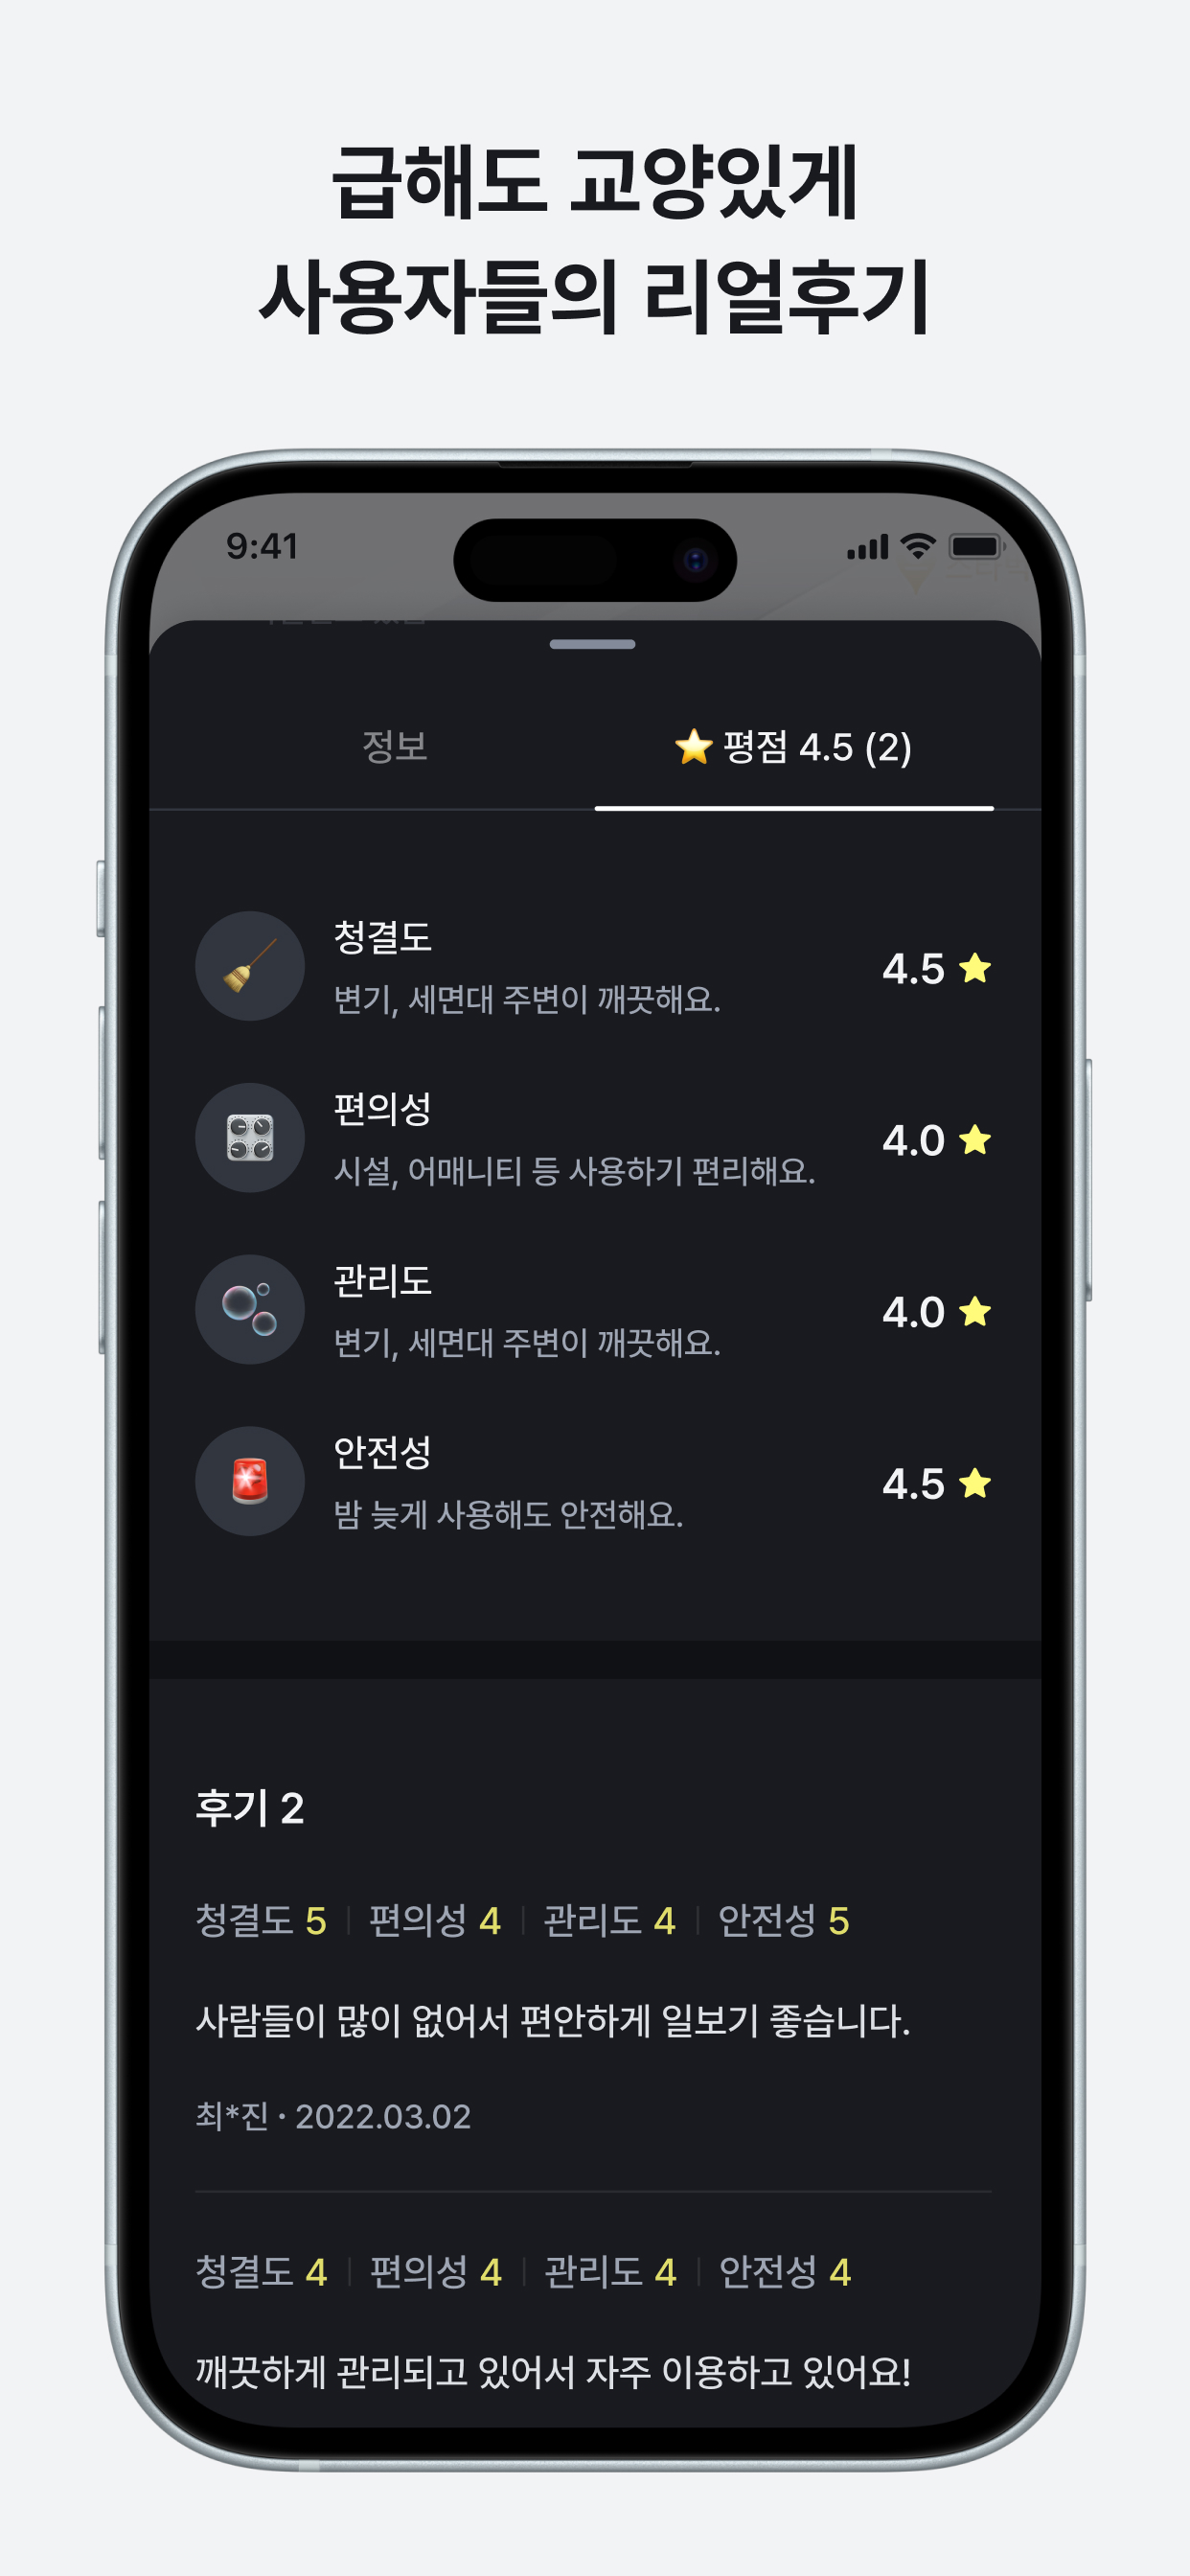 급해도 교양있게
사용자들의 리얼후기
9:41
정보
⭐ 평점 4.5 (2)
청결도
변기, 세면대 주변이 깨끗해요.
4.5
편의성
시설, 어매니티 등 사용하기 편리해요.
4.0
관리도
변기, 세면대 주변이 깨끗해요.
4.0
안전성
밤 늦게 사용해도 안전해요.
4.5
후기 2
청결도 5 | 편의성 4 | 관리도 4 | 안전성 5
사람들이 많이 없어서 편안하게 일보기 좋습니다.
최*진 · 2022.03.02
청결도 4 | 편의성 4 | 관리도 4 | 안전성 4
깨끗하게 관리되고 있어서 자주 이용하고 있어요!